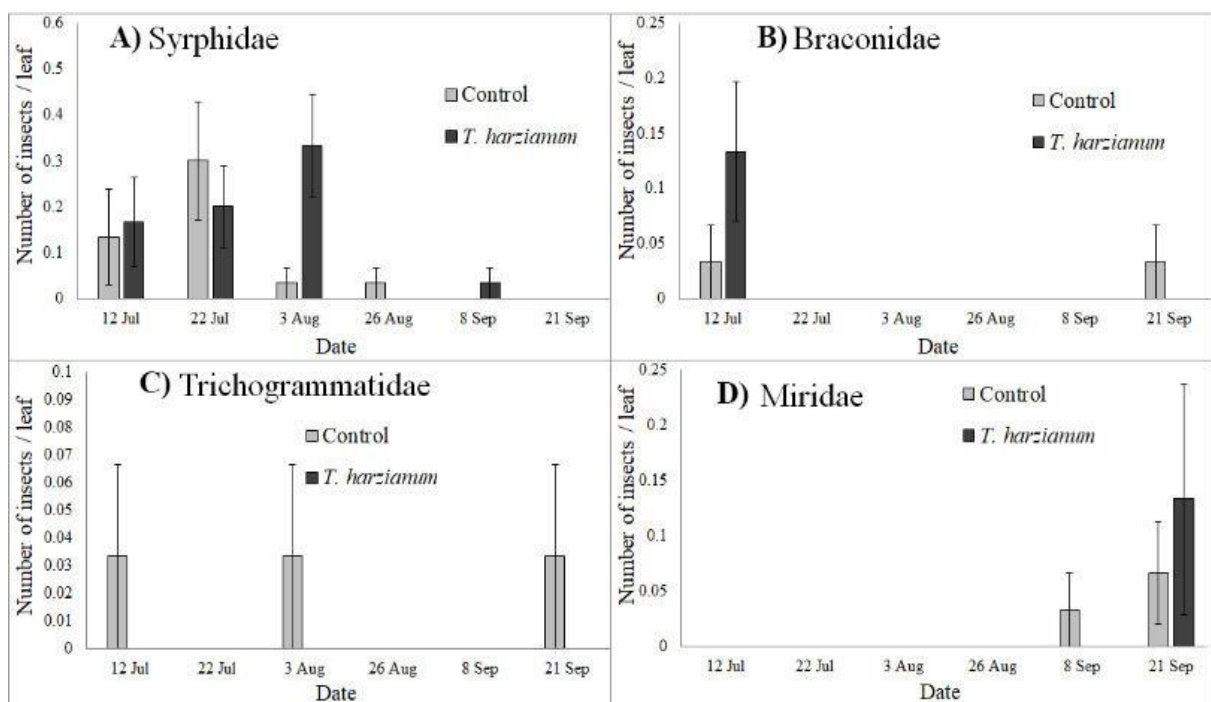 A) Syrphidae
Number of insects / leaf
0.6
0.5
0.4
0.3
0.2
0.1
0
Control
T. harzianum
12 Jul 22 Jul 3 Aug 26 Aug 8 Sep 21 Sep
Date
B) Braconidae
Number of insects / leaf
0.25
0.2
0.15
0.1
0.05
0
Control
T. harzianum
12 Jul 22 Jul 3 Aug 26 Aug 8 Sep 21 Sep
Date
C) Trichogrammatidae
Number of insects / leaf
0.1
0.09
0.08
0.07
0.06
0.05
0.04
0.03
0.02
0.01
0
Control
T. harzianum
12 Jul 22 Jul 3 Aug 26 Aug 8 Sep 21 Sep
Date
D) Miridae
Number of insects / leaf
0.25
0.2
0.15
0.1
0.05
0
Control
T. harzianum
12 Jul 22 Jul 3 Aug 26 Aug 8 Sep 21 Sep
Date